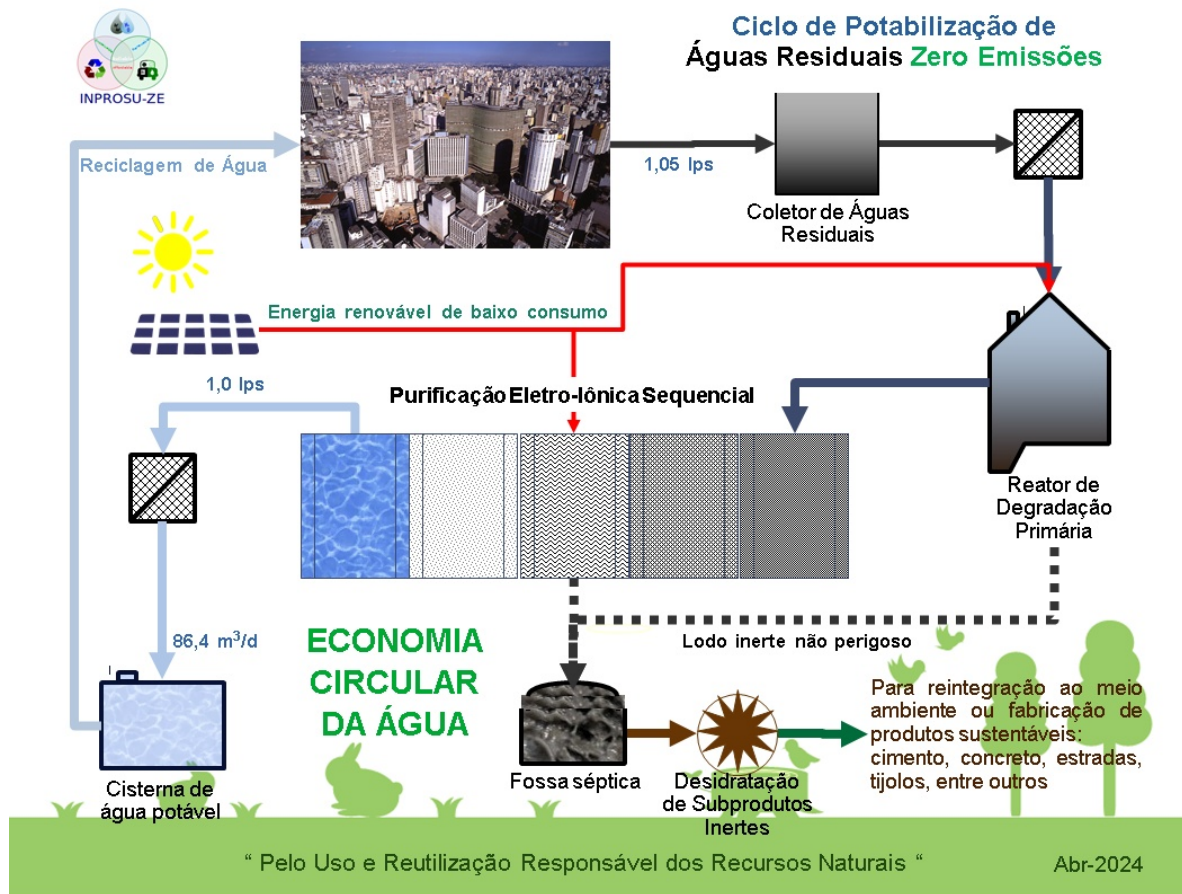 INPROSU-ZE
Ciclo de Potabilização de
Águas Residuais Zero Emissões
Reciclagem de Água
1,05 lps
Coletor de Águas
Residuais
Energia renovável de baixo consumo
1,0 lps
Purificação Eletro-Iônica Sequencial
Reator de
Degradação
Primária
86,4 m³/d
ECONOMIA
CIRCULAR
DA ÁGUA
Lodo inerte não perigoso
Para reintegração ao meio
ambiente ou fabricação de
produtos sustentáveis:
cimento, concreto, estradas,
tijolos, entre outros
Cisterna de
água potável
Fossa séptica
Desidratação
de Subprodutos
Inertes
“ Pelo Uso e Reutilização Responsável dos Recursos Naturais “
Abr-2024